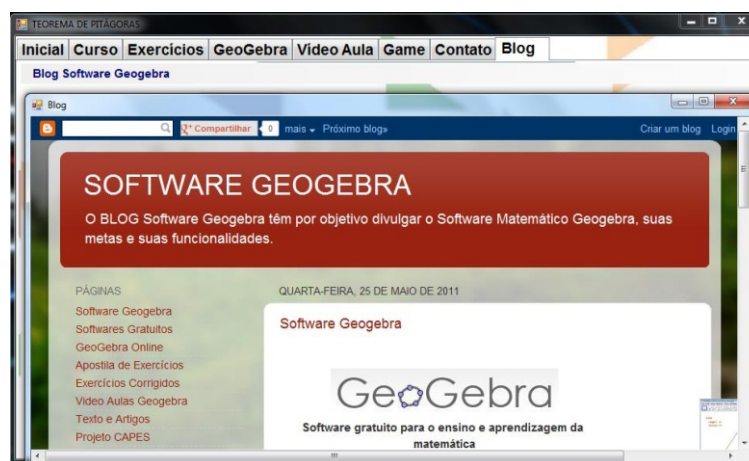 TEOREMA DE PITÁGORAS
Inicial Curso Exercícios GeoGebra Vídeo Aula Game Contato Blog
Blog Software Geogebra
Blog
Compartilhar 0 mais Próximo blog» Criar um blog Login
SOFTWARE GEOGEBRA
O BLOG Software Geogebra têm por objetivo divulgar o Software Matemático Geogebra, suas
metas e suas funcionalidades.
PÁGINAS
Software Geogebra
Softwares Gratuitos
GeoGebra Online
Apostila de Exercícios
Exercícios Corrigidos
Video Aulas Geogebra
Texto e Artigos
Projeto CAPES
QUARTA-FEIRA, 25 DE MAIO DE 2011
Software Geogebra
GeoGebra
Software gratuito para o ensino e aprendizagem da
matemática